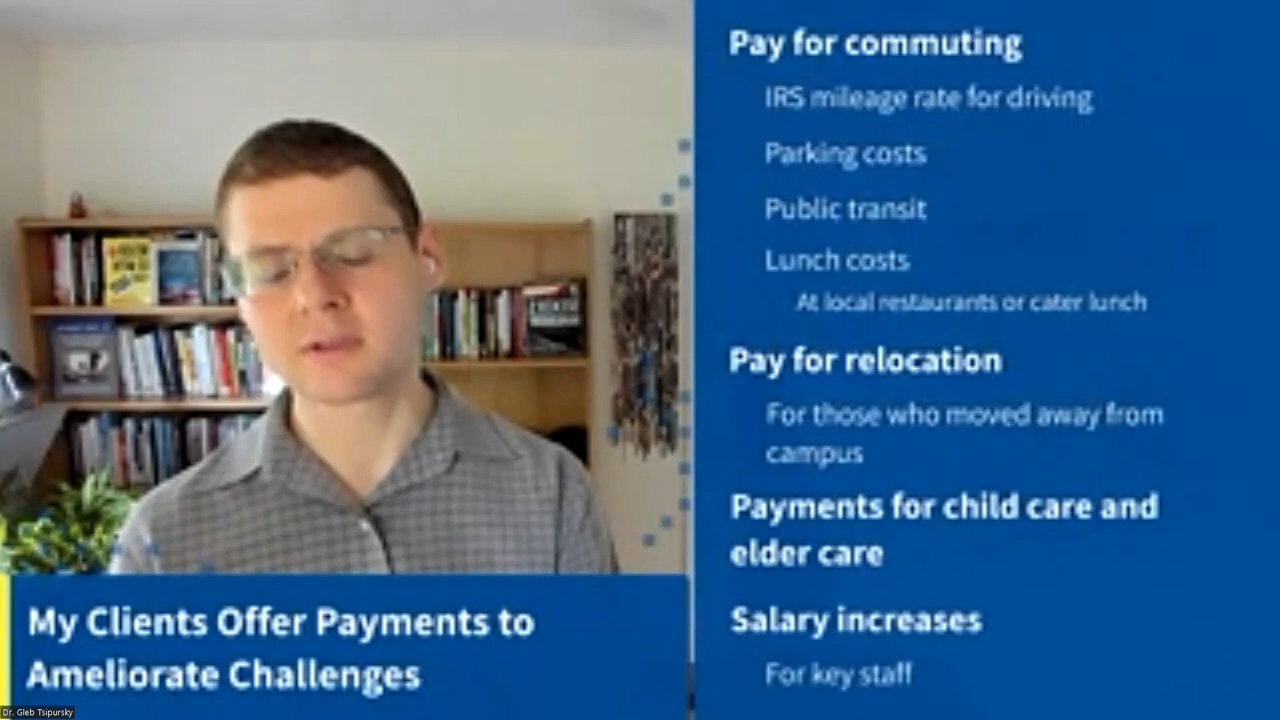 Pay for commuting
IRS mileage rate for driving
Parking costs
Public transit
Lunch costs
At local restaurants or cater lunch
Pay for relocation
For those who moved away from
campus
Payments for child care and
elder care
Salary increases
For key staff
My Clients Offer Payments to
Ameliorate Challenges
Dr. Gleb Tsipursky